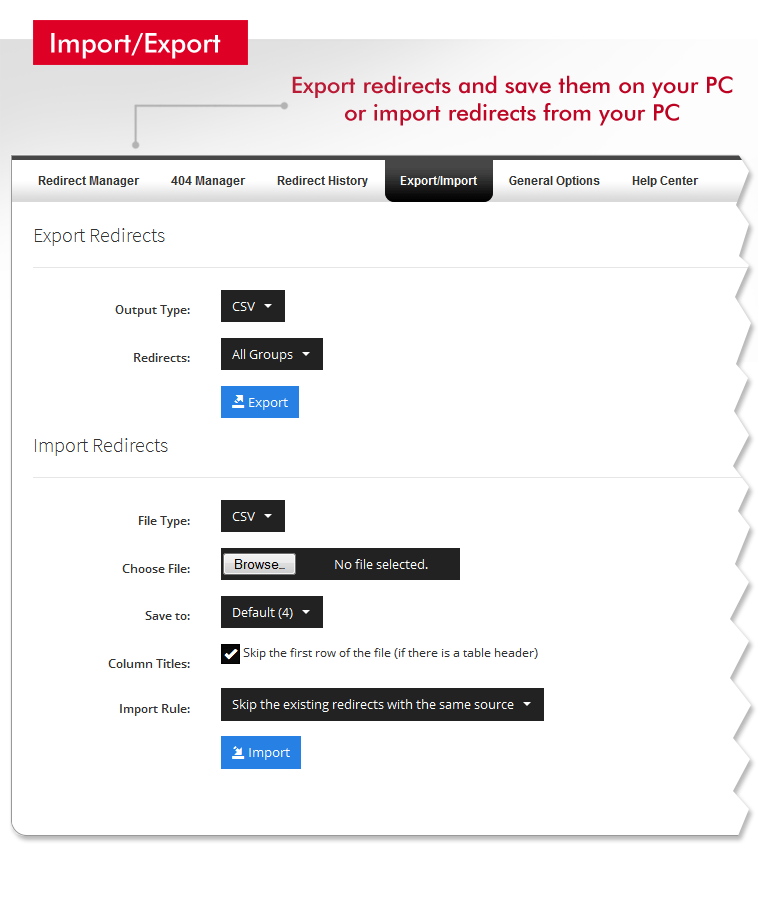 Import/Export
Export redirects and save them on your PC
or import redirects from your PC
Redirect Manager 404 Manager Redirect History Export/Import General Options Help Center
Export Redirects
Output Type: CSV
Redirects: All Groups
Export
Import Redirects
File Type: CSV
Choose File: Browse_ No file selected.
Save to: Default (4)
Column Titles: Skip the first row of the file (if there is a table header)
Import Rule: Skip the existing redirects with the same source
Import